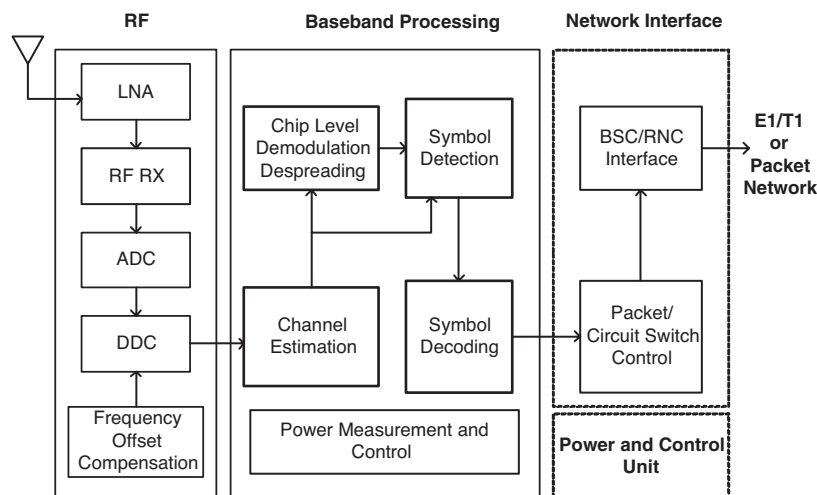 RF
Baseband Processing
Network Interface
LNA
RF RX
ADC
DDC
Frequency
Offset
Compensation
Chip Level
Demodulation
Despreading
Symbol
Detection
Channel
Estimation
Symbol
Decoding
Power Measurement and
Control
BSC/RNC
Interface
Packet/
Circuit Switch
Control
Power and Control
Unit
E1/T1
or
Packet
Network